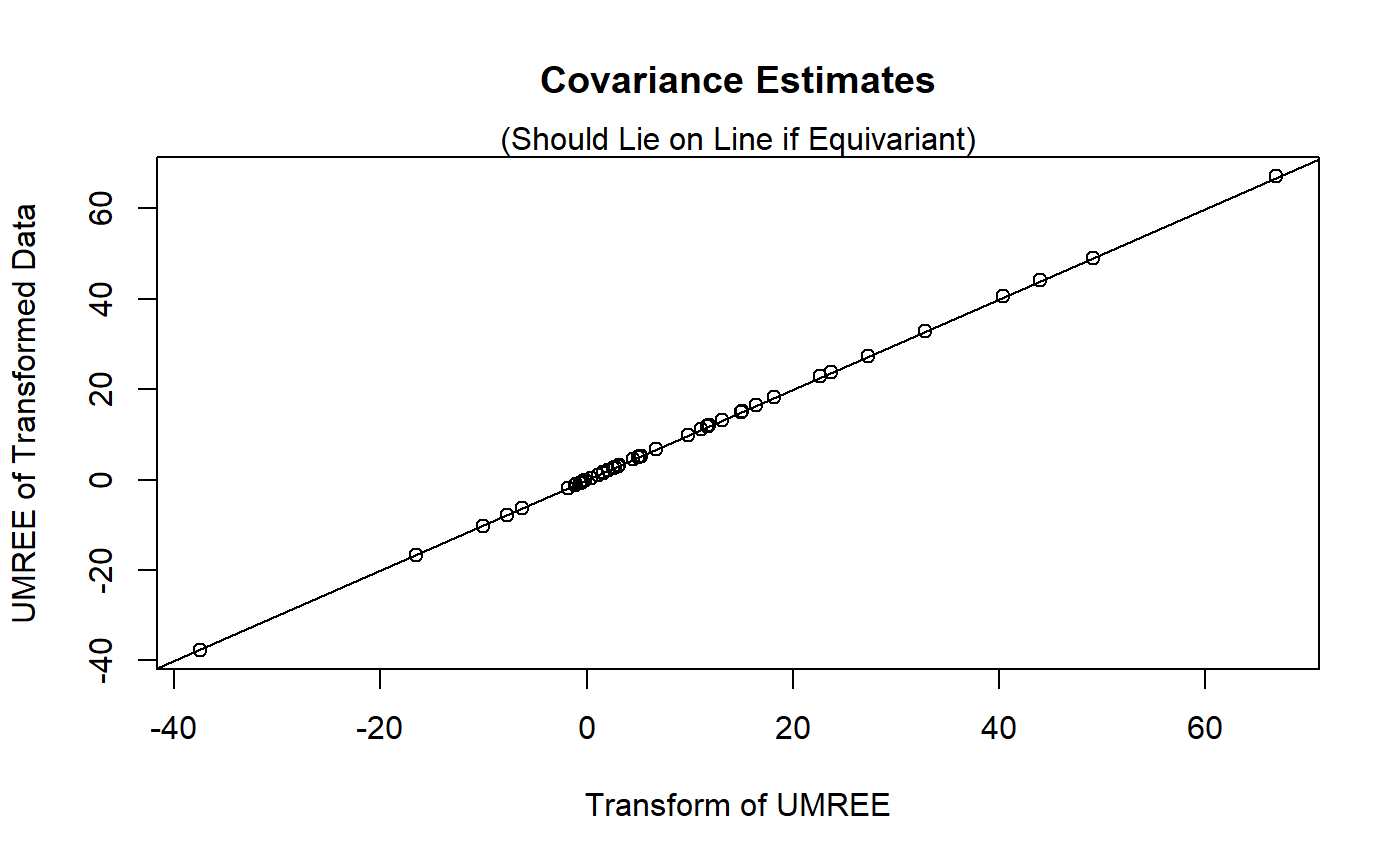 Covariance Estimates
(Should Lie on Line if Equivariant)
UMREE of Transformed Data
60
40
20
0
-20
-40
-40 -20 0 20 40 60
Transform of UMREE